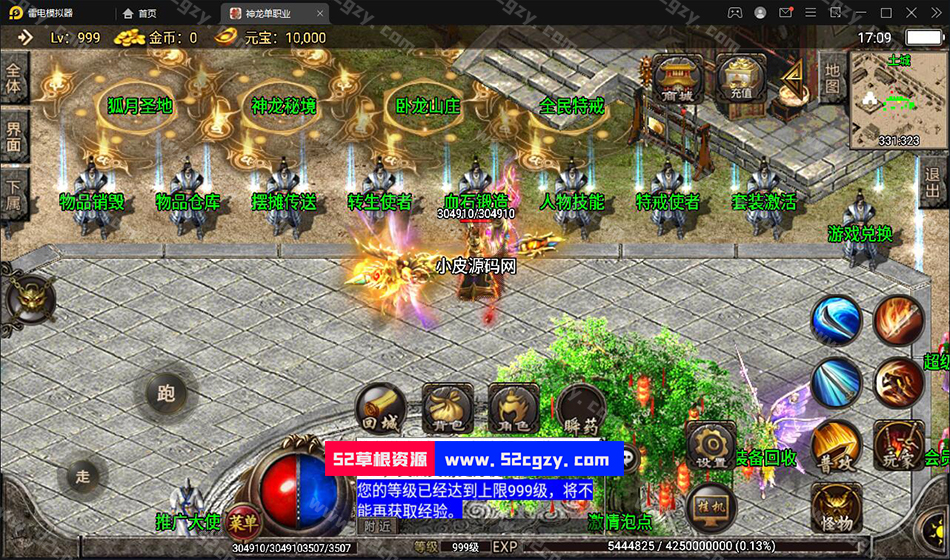 雷电模拟器
首页
神龙单职业
Lv: 999
金币: 0
元宝: 10,000
17:09
全体
界面
下属
狐月圣地
神龙秘境
卧龙山庄
全民特戒
商城
充值
地图
土城
331:323
退出
物品销毁
物品仓库
摆摊传送
转生使者
血石锻造
人物技能
特戒使者
套装激活
304910/304910
游戏兑换
小皮源码网
超级
跑
走
回城
背包
角色
瞬药
设置
装备回收
普攻
玩家
会员
52草根资源
www.52cgzy.com
您的等级已经达到上限999级，将不
能再获取经验。
附近
推广大使
菜单
激情泡点
挂机
怪物
304910/304910
3507/3507
等级
999级
EXP
5444825 / 4250000000 (0.13%)